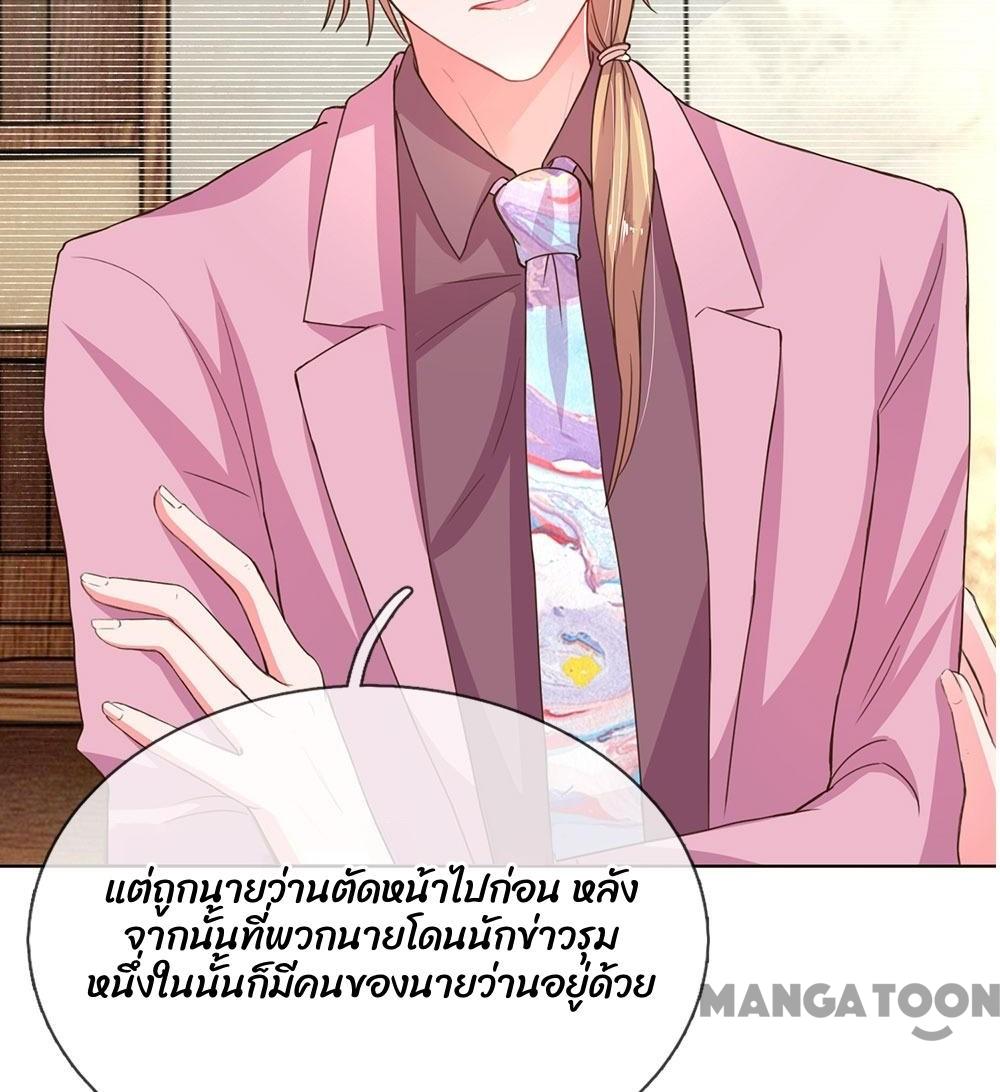 แต่ถูกนายว่านตัดหน้าไปก่อน หลัง
จากนั้นที่พวกนายโดนนักข่าวรุม
หนึ่งในนั้นก็มีคนของนายว่านอยู่ด้วย
MANGATOON